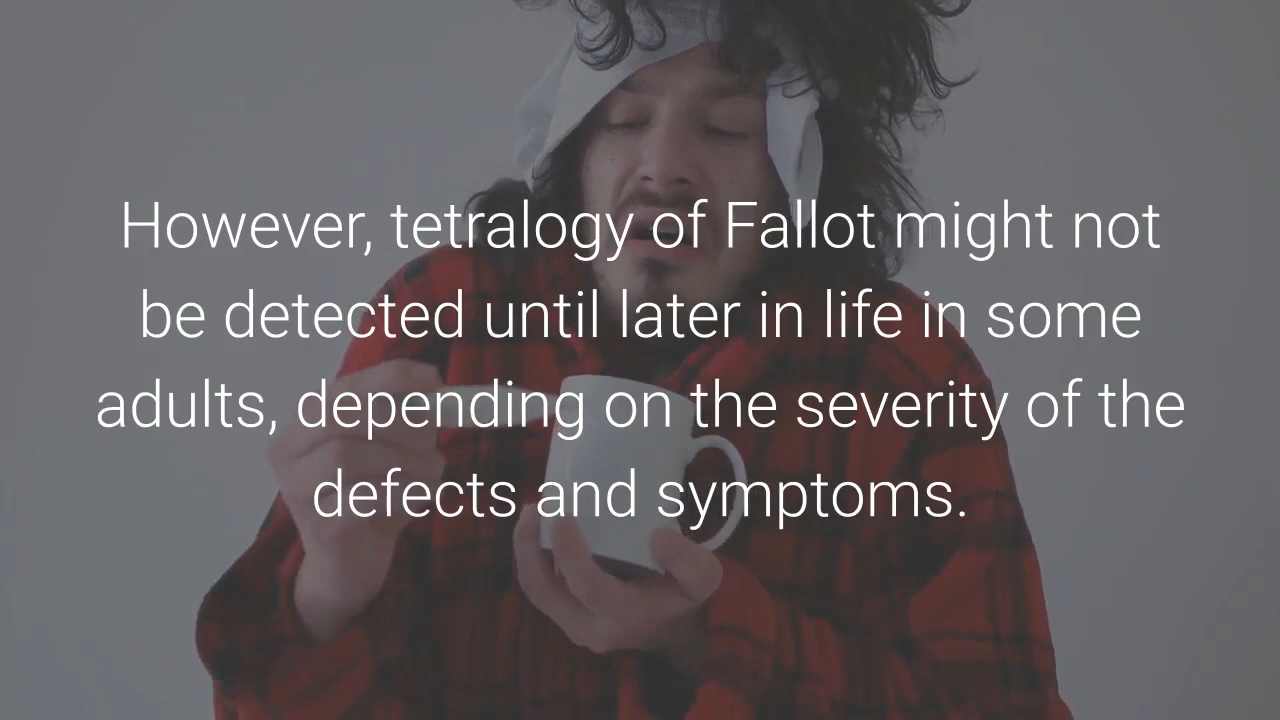 However, tetralogy of Fallot might not
be detected until later in life in some
adults, depending on the severity of the
defects and symptoms.